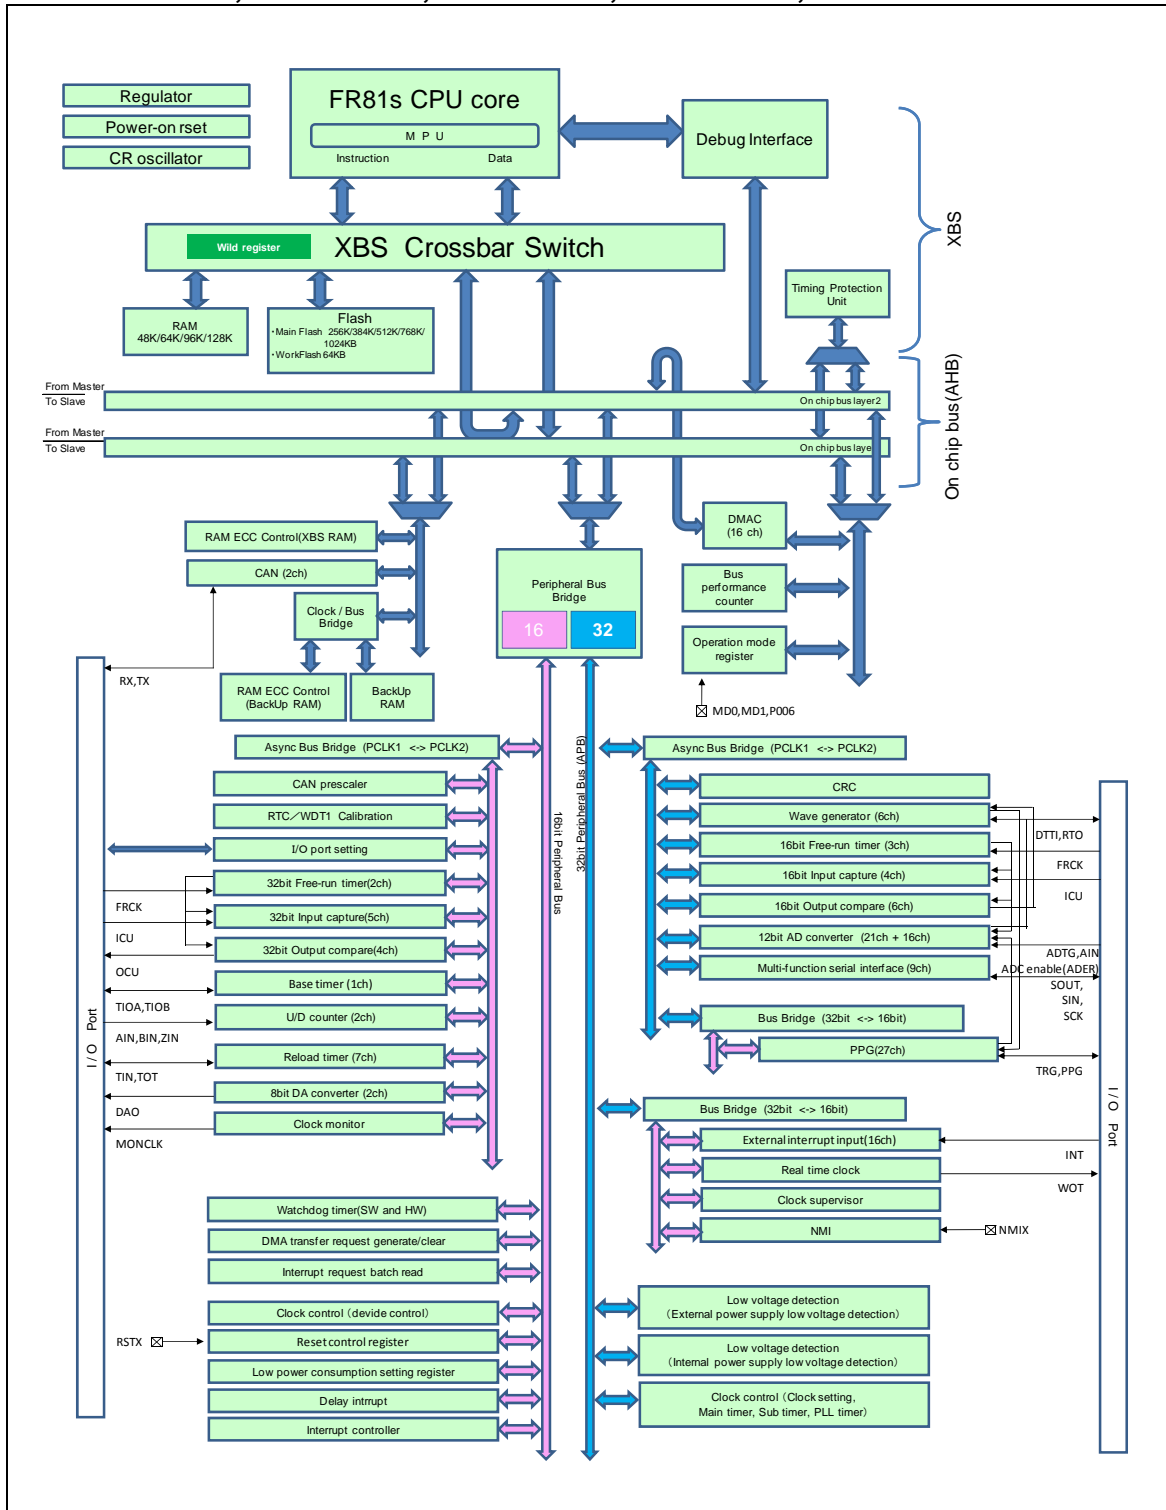 Regulator
Power-on rset
CR oscillator
FR81s CPU core
M P U
Instruction
Data
Debug Interface
XBS
Wild register
XBS Crossbar Switch
Timing Protection
Unit
RAM
48K/64K/96K/128K
Flash
・Main Flash 256K/384K/512K/768K/
1024KB
・WorkFlash 64KB
On chip bus(AHB)
From Master
To Slave
On chip bus layer2
From Master
To Slave
On chip bus laye
RAM ECC Control(XBS RAM)
CAN (2ch)
Clock / Bus
Bridge
RAM ECC Control
(BackUp RAM)
BackUp
RAM
RX,TX
Peripheral Bus
Bridge
16
32
DMAC
(16 ch)
Bus
performance
counter
Operation mode
register
MD0,MD1,P006
16bit Peripheral Bus
32bit Peripheral Bus (APB)
Async Bus Bridge (PCLK1 <-> PCLK2)
CAN prescaler
RTC／WDT1 Calibration
I/O port setting
32bit Free-run timer(2ch)
32bit Input capture(5ch)
32bit Output compare(4ch)
Base timer (1ch)
U/D counter (2ch)
Reload timer (7ch)
8bit DA converter (2ch)
Clock monitor
I / O Port
FRCK
ICU
OCU
TIOA,TIOB
AIN,BIN,ZIN
TIN,TOT
DAO
MONCLK
Watchdog timer(SW and HW)
DMA transfer request generate/clear
Interrupt request batch read
Clock control (devide control)
Reset control register
RSTX
Low power consumption setting register
Delay intrrupt
Interrupt controller
Async Bus Bridge (PCLK1 <-> PCLK2)
CRC
Wave generator (6ch)
16bit Free-run timer (3ch)
16bit Input capture (4ch)
16bit Output compare (6ch)
12bit AD converter (21ch + 16ch)
Multi-function serial interface (9ch)
Bus Bridge (32bit <-> 16bit)
PPG(27ch)
DTTI,RTO
FRCK
ICU
ADTG,AIN
ADC enable(ADER)
SOUT,
SIN,
SCK
TRG,PPG
I / O Port
Bus Bridge (32bit <-> 16bit)
External interrupt input(16ch)
Real time clock
Clock supervisor
NMI
INT
WOT
NMIX
Low voltage detection
(External power supply low voltage detection)
Low voltage detection
(Internal power supply low voltage detection)
Clock control (Clock setting,
Main timer, Sub timer, PLL timer)